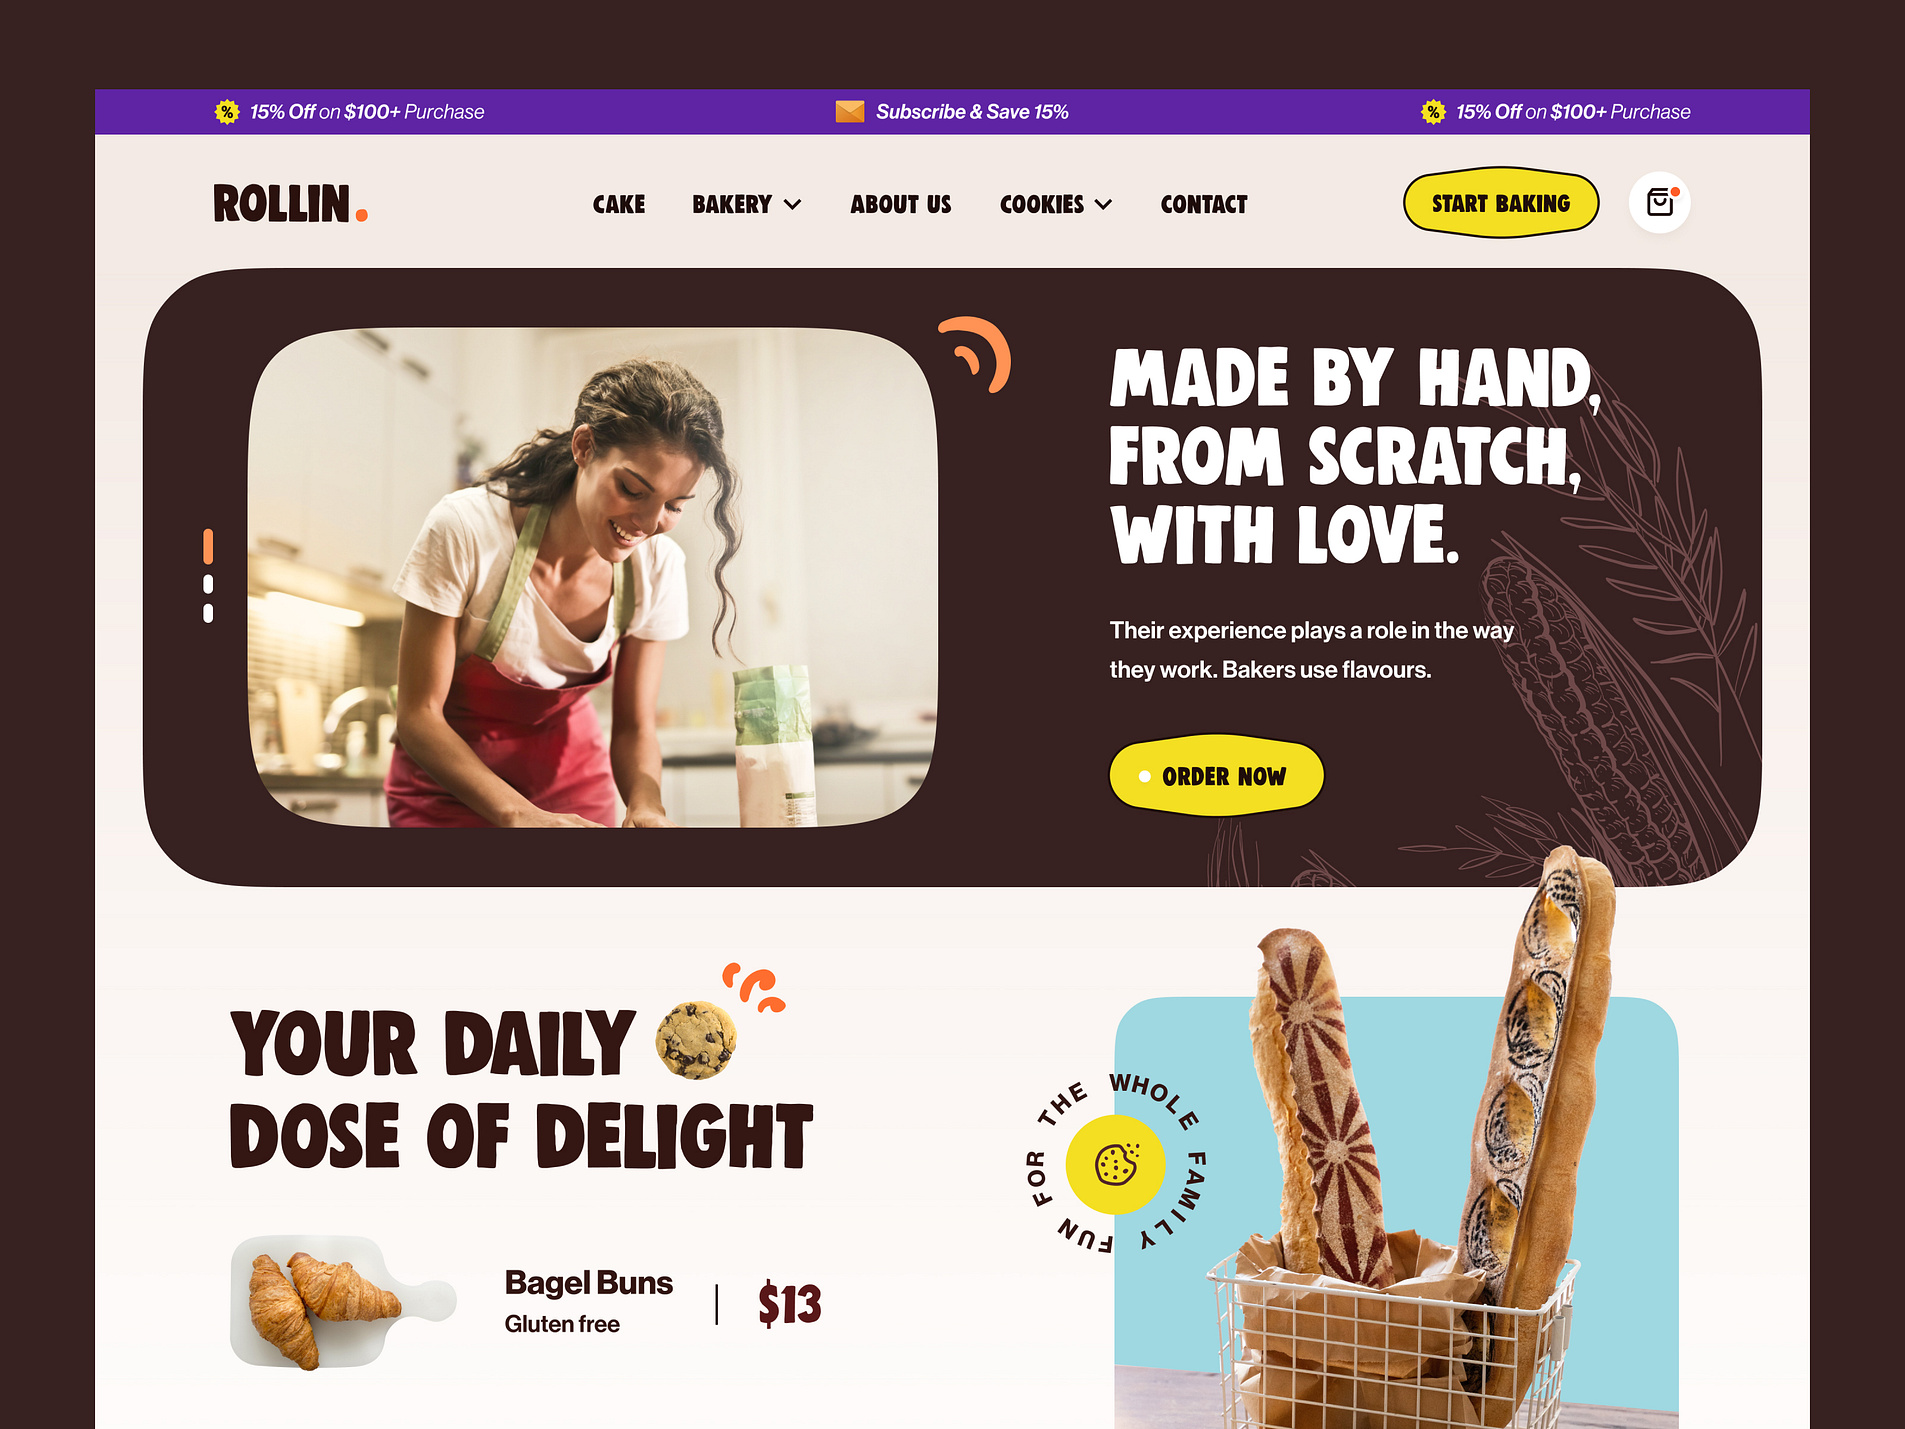 % 15% Off on $100+ Purchase
Subscribe & Save 15%
% 15% Off on $100+ Purchase
ROLLIN.
CAKE
BAKERY
ABOUT US
COOKIES
CONTACT
START BAKING
MADE BY HAND,
FROM SCRATCH,
WITH LOVE.
Their experience plays a role in the way
they work. Bakers use flavours.
ORDER NOW
YOUR DAILY
DOSE OF DELIGHT
FUN FOR THE WHOLE FAMILY
Bagel Buns
Gluten free
$13